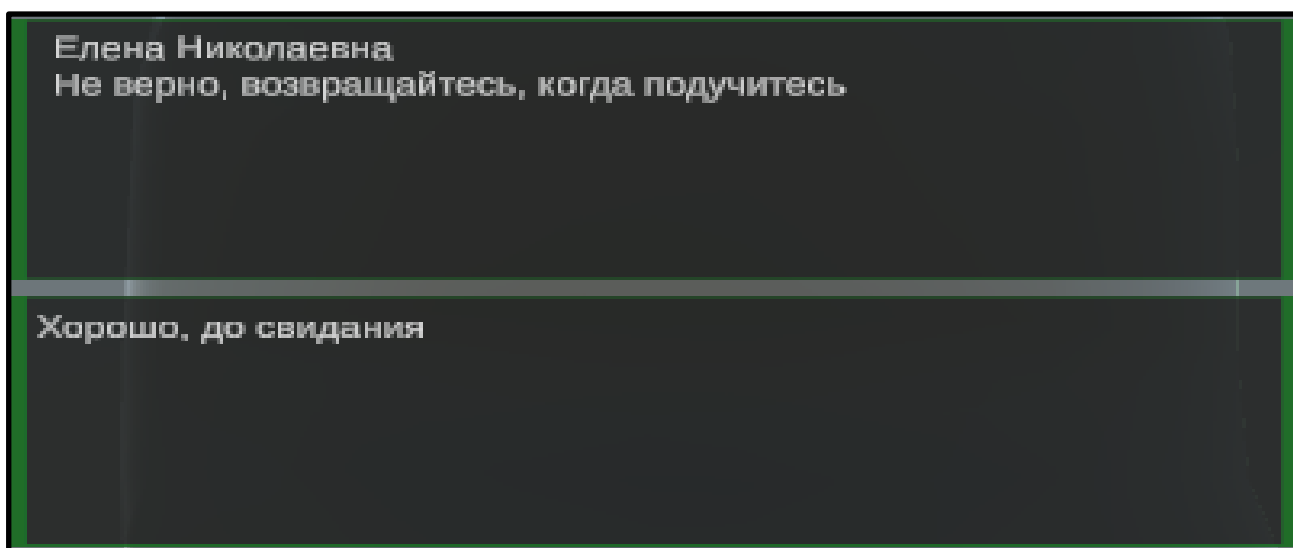 Елена Николаевна
Не верно, возвращайтесь, когда подучитесь
Хорошо, до свидания